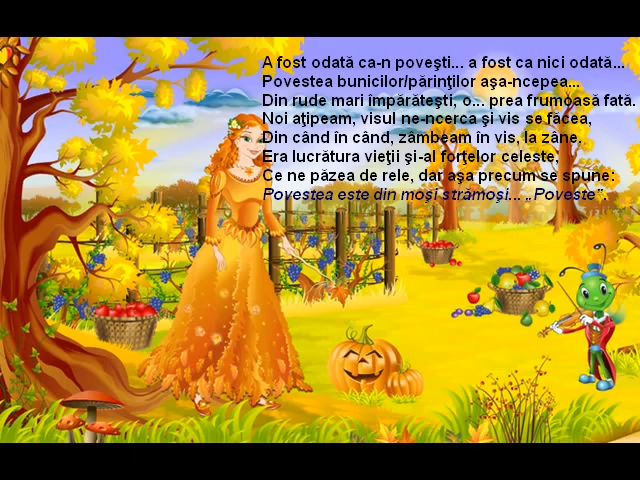 A fost odată ca-n poveşti... a fost ca nici odată...
Povestea bunicilor/părinţilor aşa-ncepea...
Din rude mari împărăteşti, o... prea frumoasă fată.
Noi aţipeam, visul ne-ncerca şi vis se făcea,
Din când în când, zâmbeam în vis, la zâne.
Era lucrătura vieţii şi-al forţelor celeste;
Ce ne păzea de rele, dar aşa precum se spune:
Povestea este din moşi strămoşi... „Poveste”.